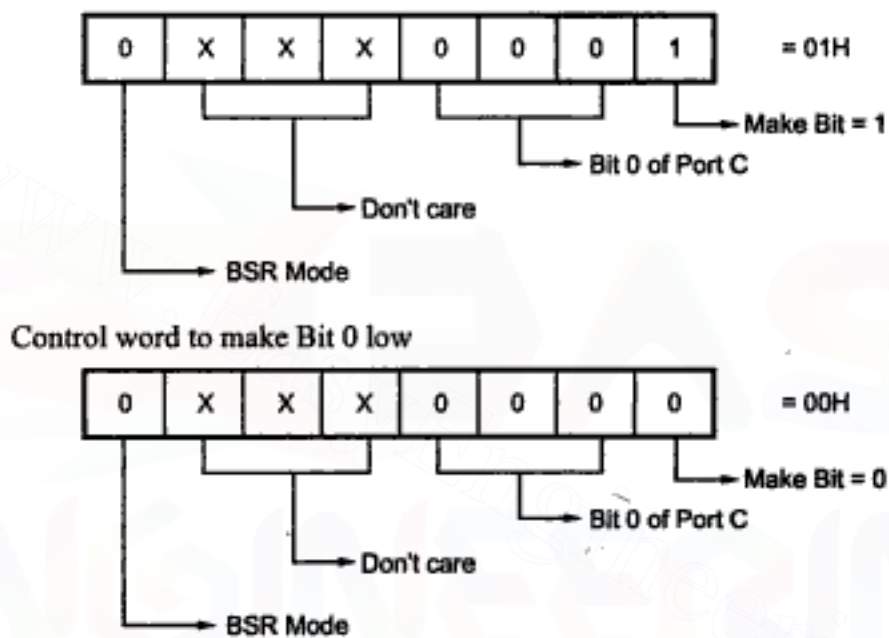 0 X X X 0 0 0 1 = 01H
Make Bit = 1
Bit 0 of Port C
Don't care
BSR Mode
Control word to make Bit 0 low
0 X X X 0 0 0 0 = 00H
Make Bit = 0
Bit 0 of Port C
Don't care
BSR Mode